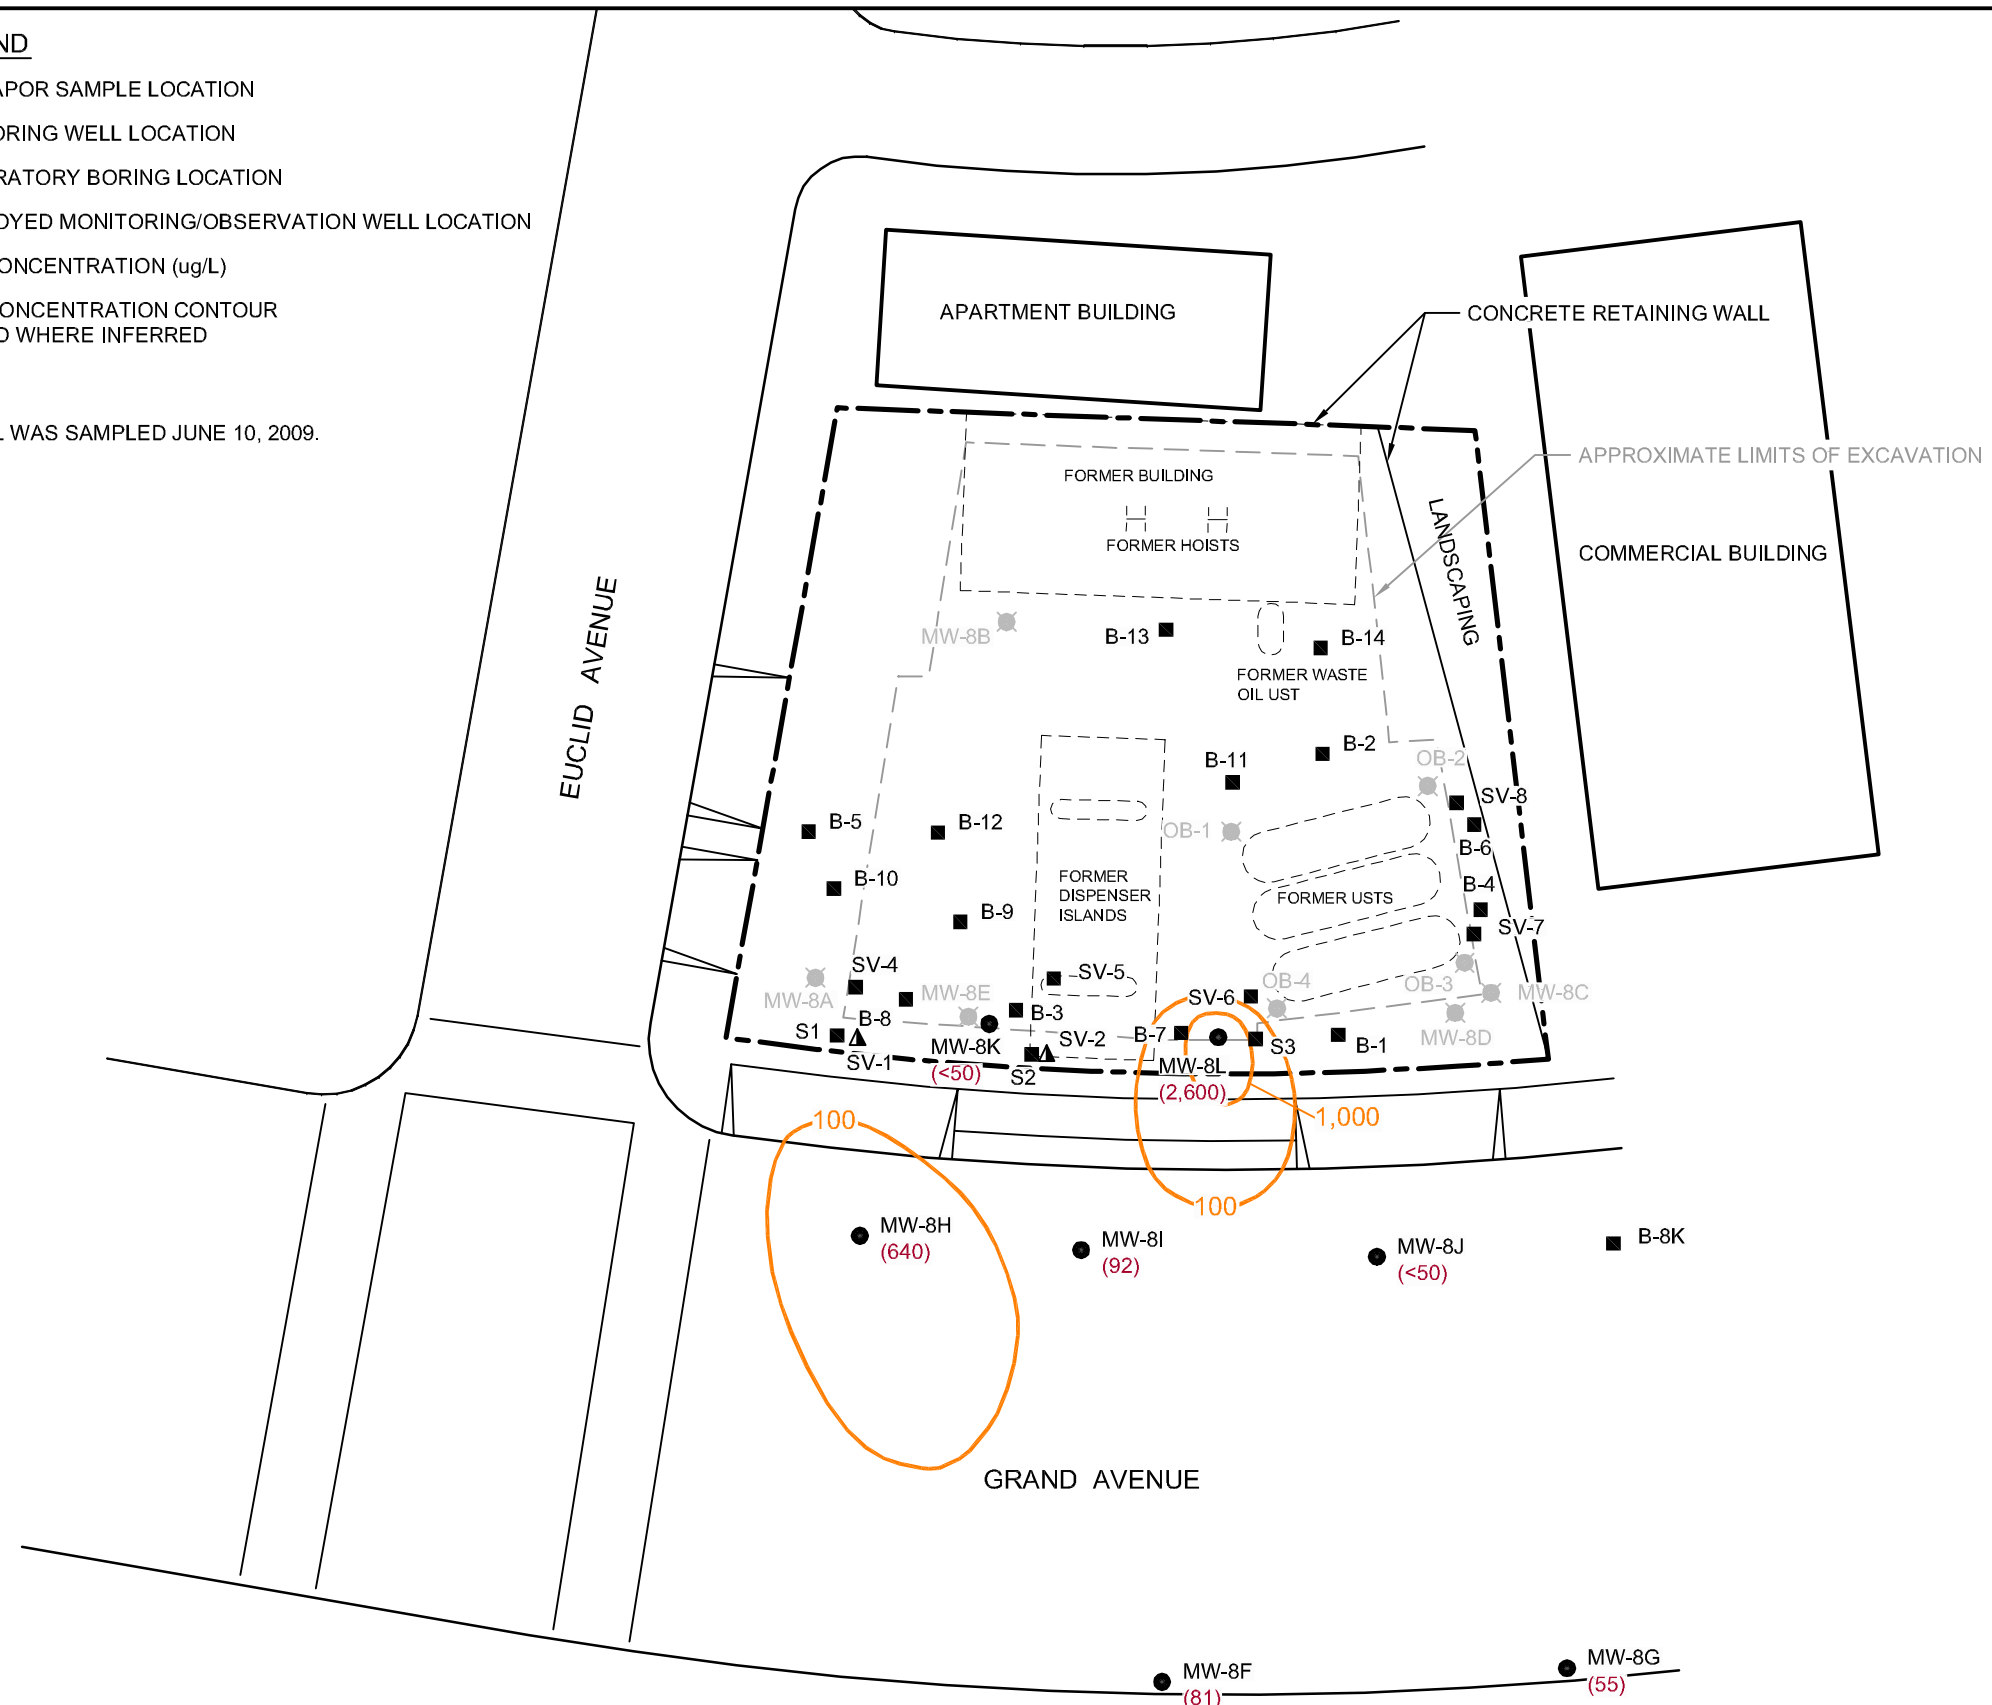 ND
APOR SAMPLE LOCATION
ORING WELL LOCATION
RATORY BORING LOCATION
OYED MONITORING/OBSERVATION WELL LOCATION
ONCENTRATION (ug/L)
ONCENTRATION CONTOUR
D WHERE INFERRED
L WAS SAMPLED JUNE 10, 2009.
APARTMENT BUILDING
CONCRETE RETAINING WALL
APPROXIMATE LIMITS OF EXCAVATION
FORMER BUILDING
FORMER HOISTS
LANDSCAPING
COMMERCIAL BUILDING
EUCLID AVENUE
MW-8B
B-13
B-14
FORMER WASTE
OIL UST
B-2
B-11
OB-2
SV-8
B-5
B-12
OB-1
B-6
B-10
FORMER
DISPENSER
ISLANDS
FORMER USTS
B-4
B-9
SV-7
SV-4
SV-5
MW-8A
MW-8E
SV-6
OB-4
OB-3
MW-8C
B-3
S1
B-8
SV-2
B-7
S3
B-1
MW-8D
MW-8K
(<50)
SV-1
S2
MW-8L
(2,600)
100
1,000
100
MW-8H
(640)
MW-8I
(92)
MW-8J
(<50)
B-8K
GRAND AVENUE
MW-8F
(81)
MW-8G
(55)